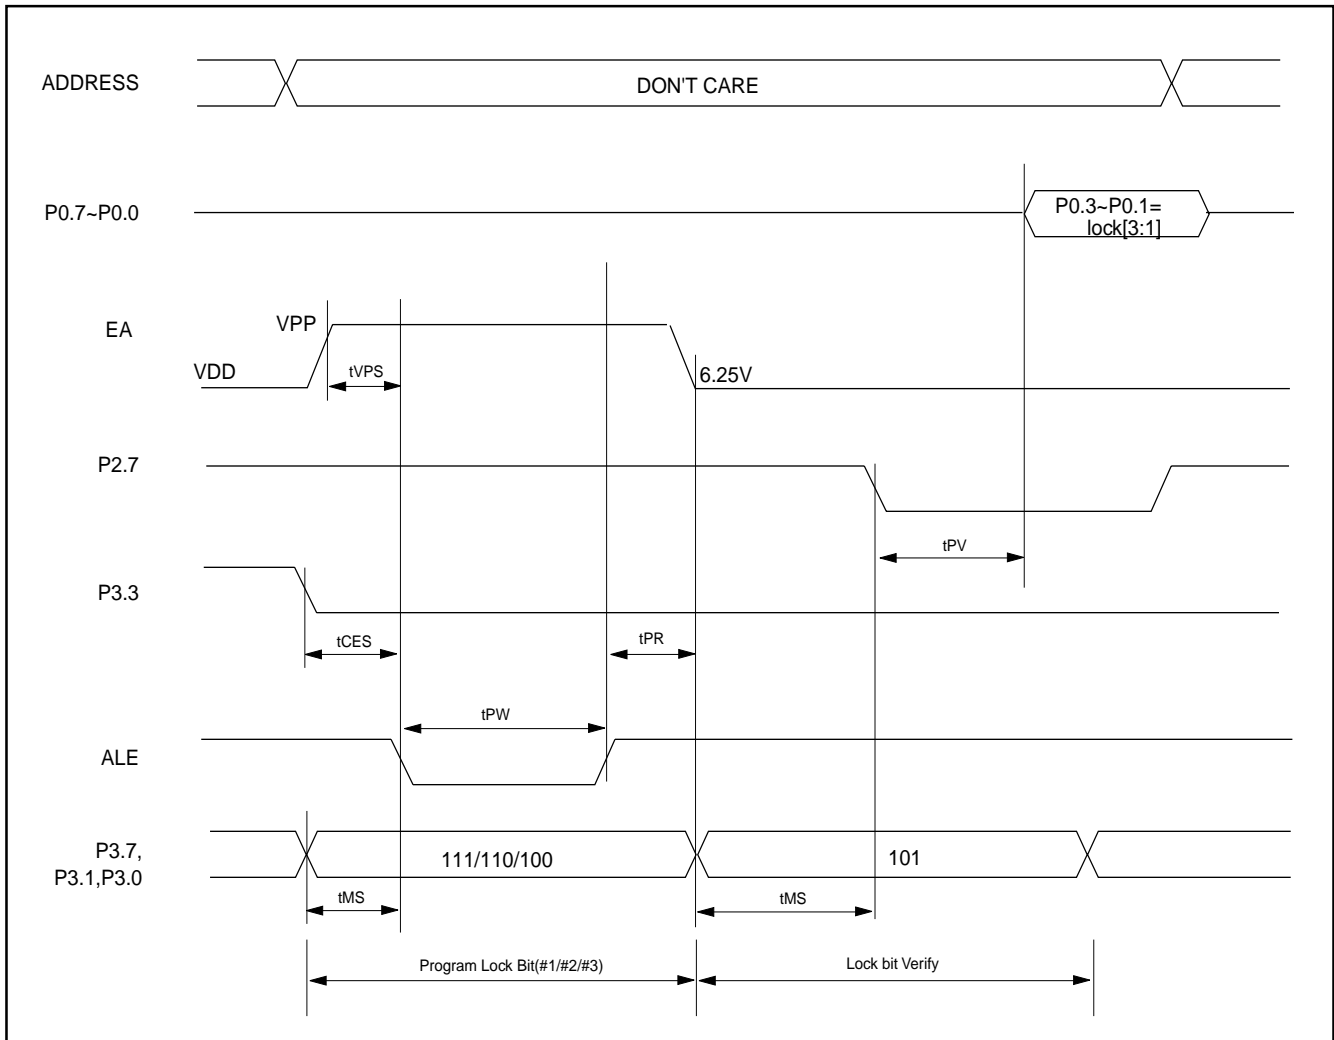 ADDRESS
DON'T CARE
P0.7~P0.0
P0.3~P0.1=
lock[3:1]
EA
VPP
VDD
tVPS
6.25V
P2.7
tPV
P3.3
tCES
tPR
tPW
ALE
P3.7,
P3.1,P3.0
111/110/100
101
tMS
tMS
Program Lock Bit(#1/#2/#3)
Lock bit Verify